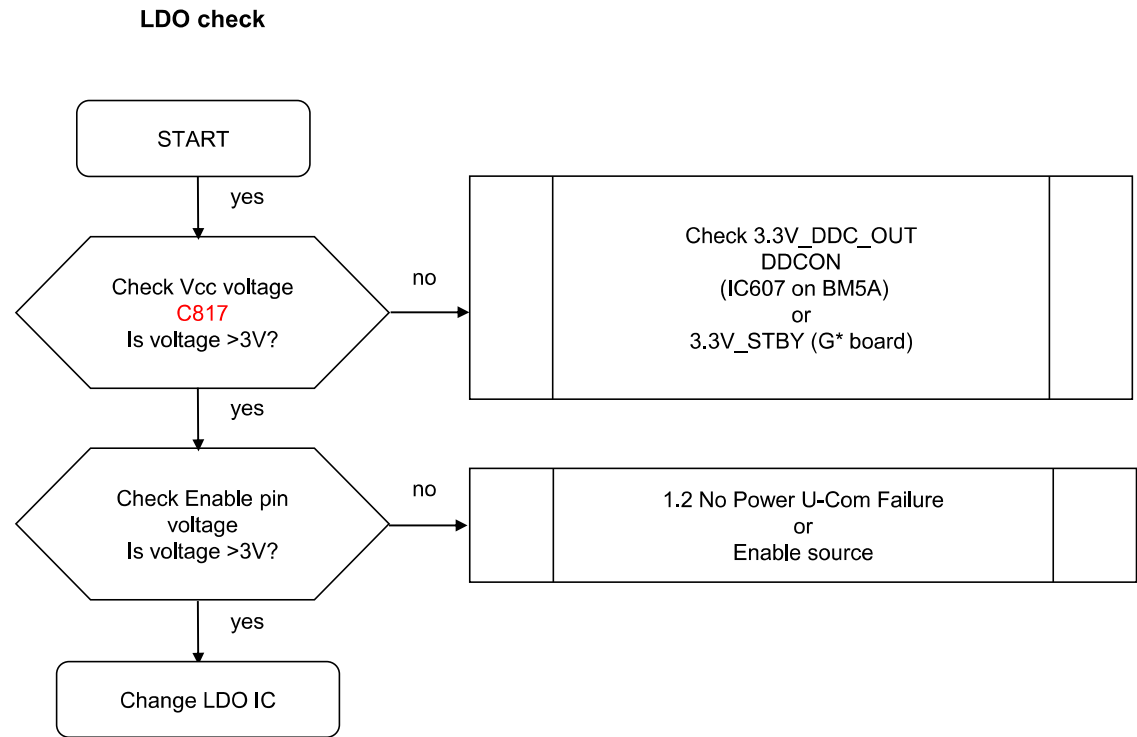 LDO check
START
yes
Check Vcc voltage
C817
Is voltage >3V?
no
Check 3.3V_DDC_OUT
DDCON
(IC607 on BM5A)
or
3.3V_STBY (G* board)
yes
Check Enable pin
voltage
Is voltage >3V?
no
1.2 No Power U-Com Failure
or
Enable source
yes
Change LDO IC